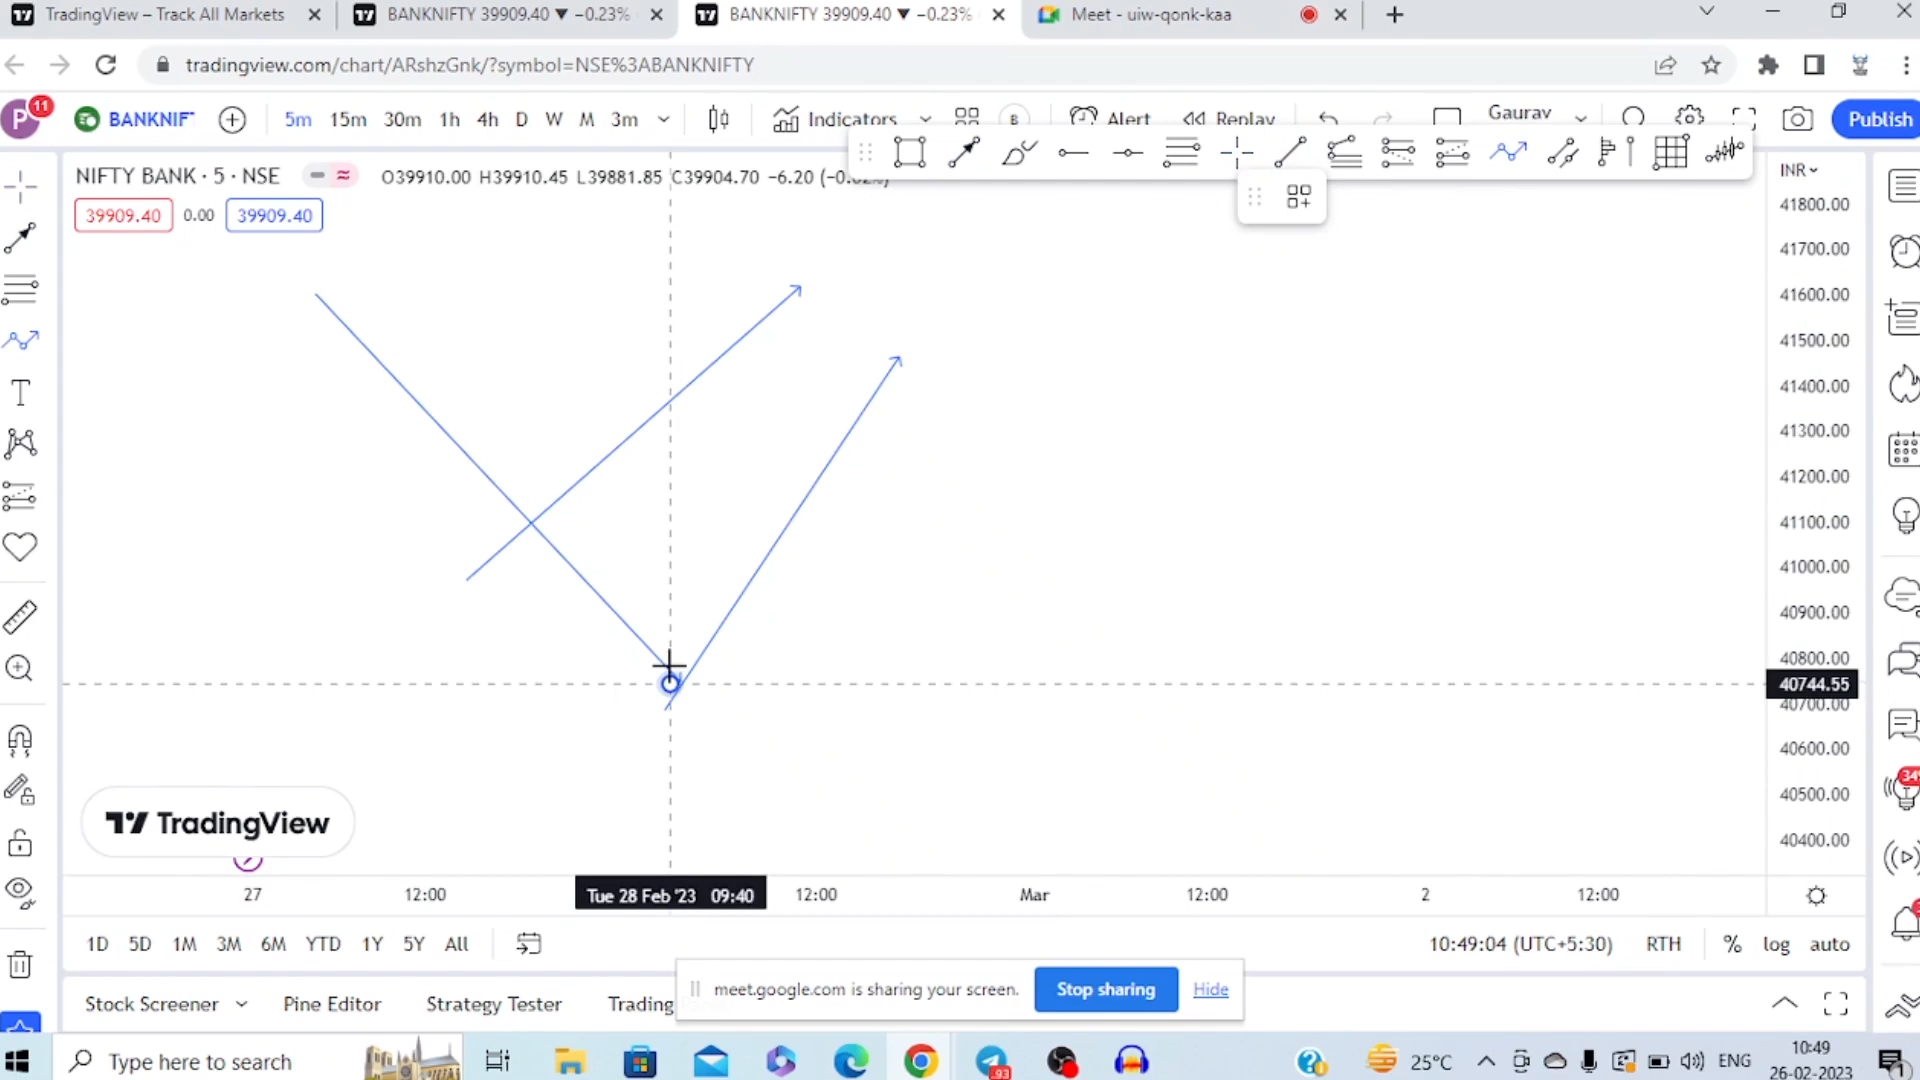 TradingView – Track All Markets
BANKNIFTY 39909.40 ▼ −0.23%
BANKNIFTY 39909.40 ▼ −0.23%
Meet - uiw-qonk-kaa
tradingview.com/chart/ARshzGnk/?symbol=NSE%3ABANKNIFTY
P 11
BANKNIF
5m 15m 30m 1h 4h D W M 3m
Indicators
B
Alert
Replay
Gaurav
Publish
NIFTY BANK · 5 · NSE
O39910.00 H39910.45 L39881.85 C39904.70 −6.20
39909.40 0.00 39909.40
INR
41800.00
41700.00
41600.00
41500.00
41400.00
41300.00
41200.00
41100.00
41000.00
40900.00
40800.00
40744.55
40700.00
40600.00
40500.00
40400.00
T
TradingView
27 12:00 Tue 28 Feb '23 09:40 12:00 Mar 12:00 2 12:00
1D 5D 1M 3M 6M YTD 1Y 5Y All
10:49:04 (UTC+5:30) RTH % log auto
Stock Screener Pine Editor Strategy Tester Trading
meet.google.com is sharing your screen. Stop sharing Hide
Type here to search
93
25°C
ENG
10:49
26-02-2023
1